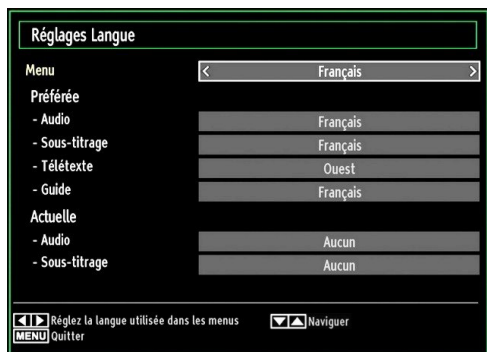 Réglages Langue
Menu < Français >
Préférée
- Audio Français
- Sous-titrage Français
- Télétexte Ouest
- Guide Français
Actuelle
- Audio Aucun
- Sous-titrage Aucun
◀ ▶ Réglez la langue utilisée dans les menus ▼ ▲ Naviguer
MENU Quitter